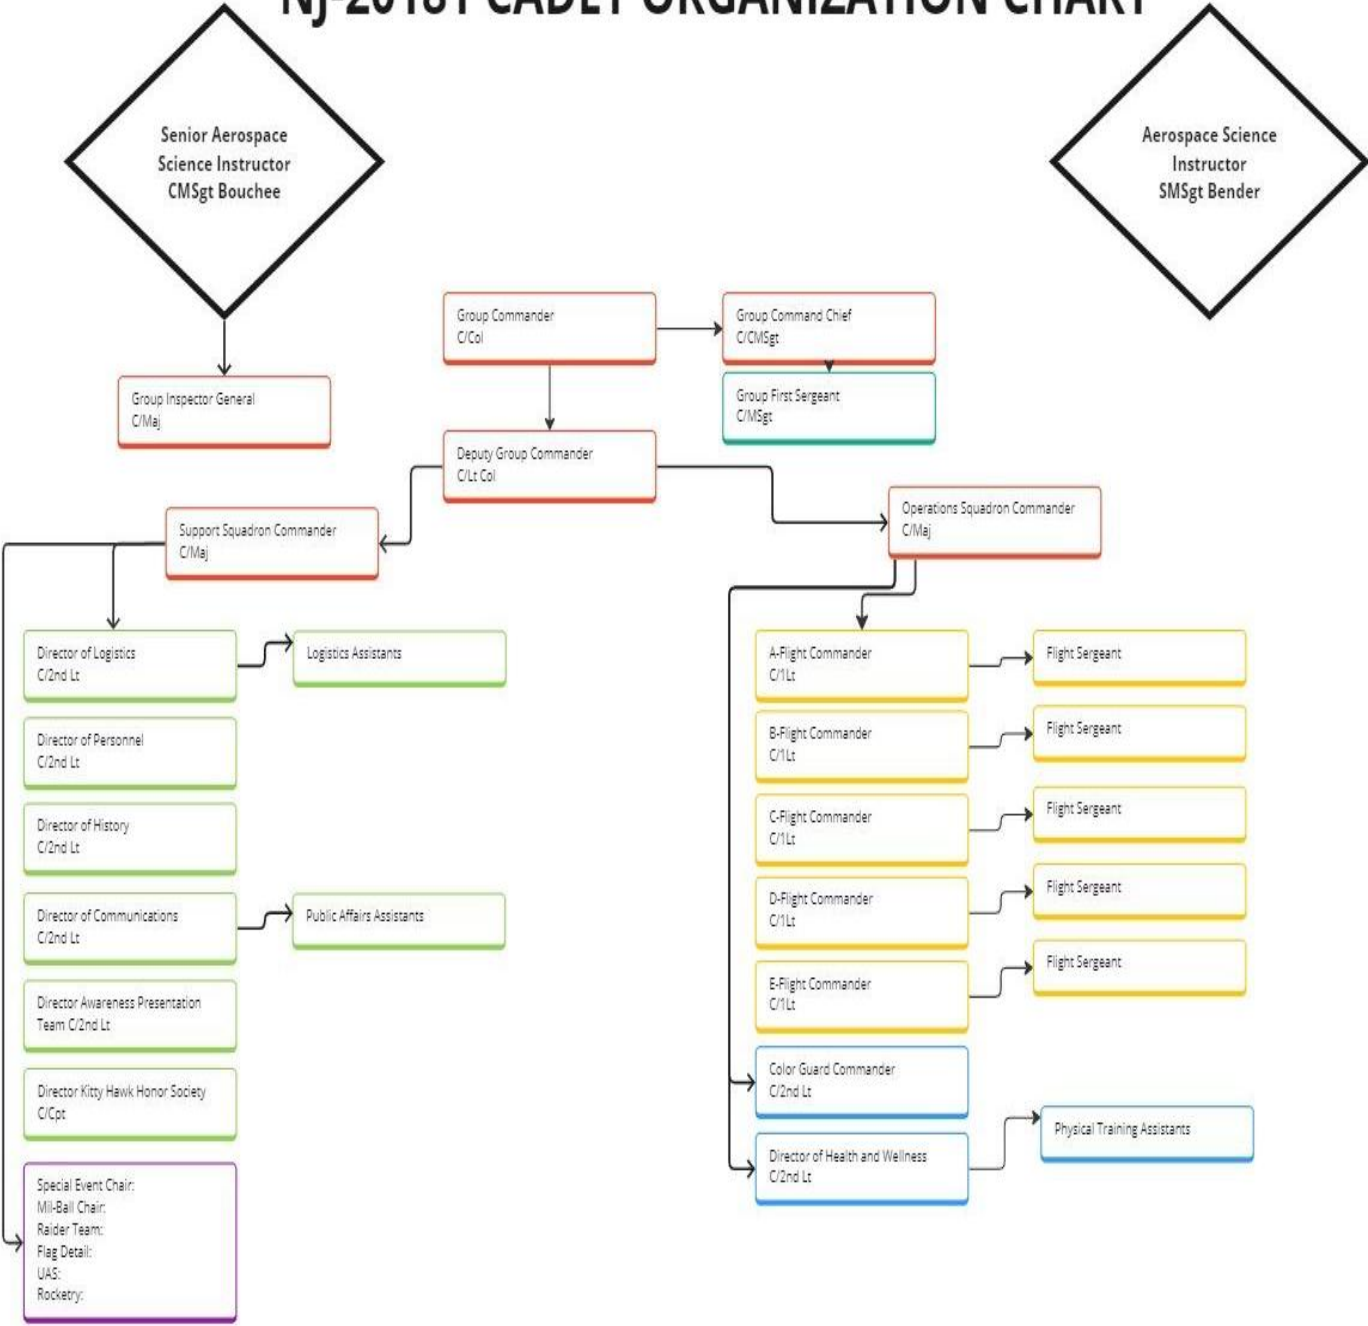 NJ-20181 CADET ORGANIZATION CHART
Senior Aerospace
Science Instructor
CMSgt Bouchee
Aerospace Science
Instructor
SMSgt Bender
Group Commander
C/Col
Group Command Chief
C/CMSgt
Group Inspector General
C/Maj
Group First Sergeant
C/MSgt
Deputy Group Commander
C/Lt Col
Support Squadron Commander
C/Maj
Operations Squadron Commander
C/Maj
Director of Logistics
C/2nd Lt
Logistics Assistants
Director of Personnel
C/2nd Lt
Director of History
C/2nd Lt
Director of Communications
C/2nd Lt
Public Affairs Assistants
Director Awareness Presentation
Team C/2nd Lt
Director Kitty Hawk Honor Society
C/Cpt
Special Event Chair:
Mil-Ball Chair:
Raider Team:
Flag Detail:
UAS:
Rocketry:
A-Flight Commander
C/1Lt
Flight Sergeant
B-Flight Commander
C/1Lt
Flight Sergeant
C-Flight Commander
C/1Lt
Flight Sergeant
D-Flight Commander
C/1Lt
Flight Sergeant
E-Flight Commander
C/1Lt
Flight Sergeant
Color Guard Commander
C/2nd Lt
Director of Health and Wellness
C/2nd Lt
Physical Training Assistants